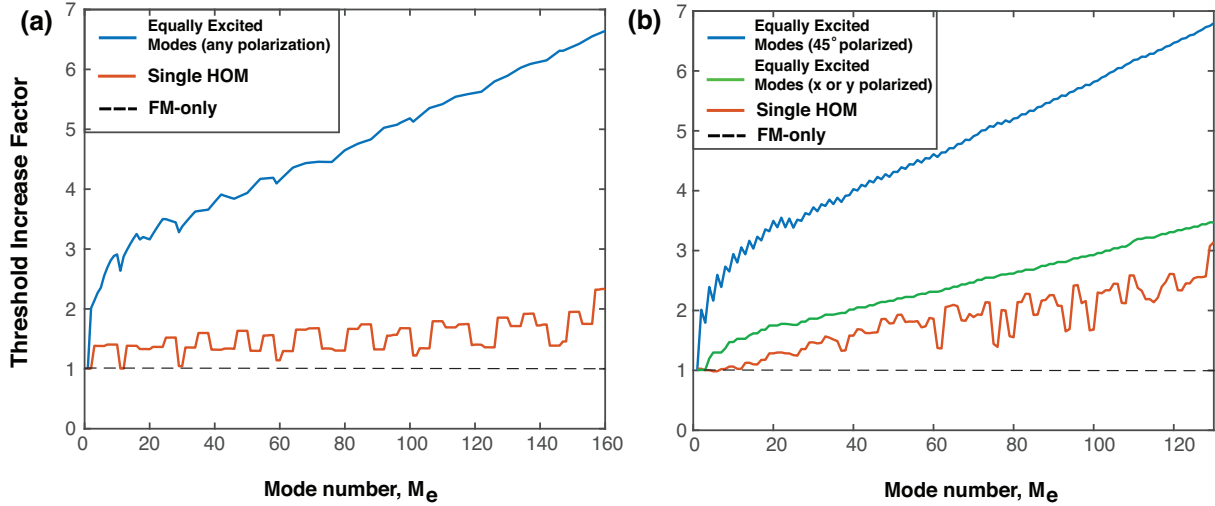 (a)
Threshold Increase Factor
7
6
5
4
3
2
1
0
Equally Excited
Modes (any polarization)
Single HOM
FM-only
0
20
40
60
80
100
120
140
160
Mode number, Me
(b)
7
6
5
4
3
2
1
0
Equally Excited
Modes (45° polarized)
Equally Excited
Modes (x or y polarized)
Single HOM
FM-only
0
20
40
60
80
100
120
Mode number, Me